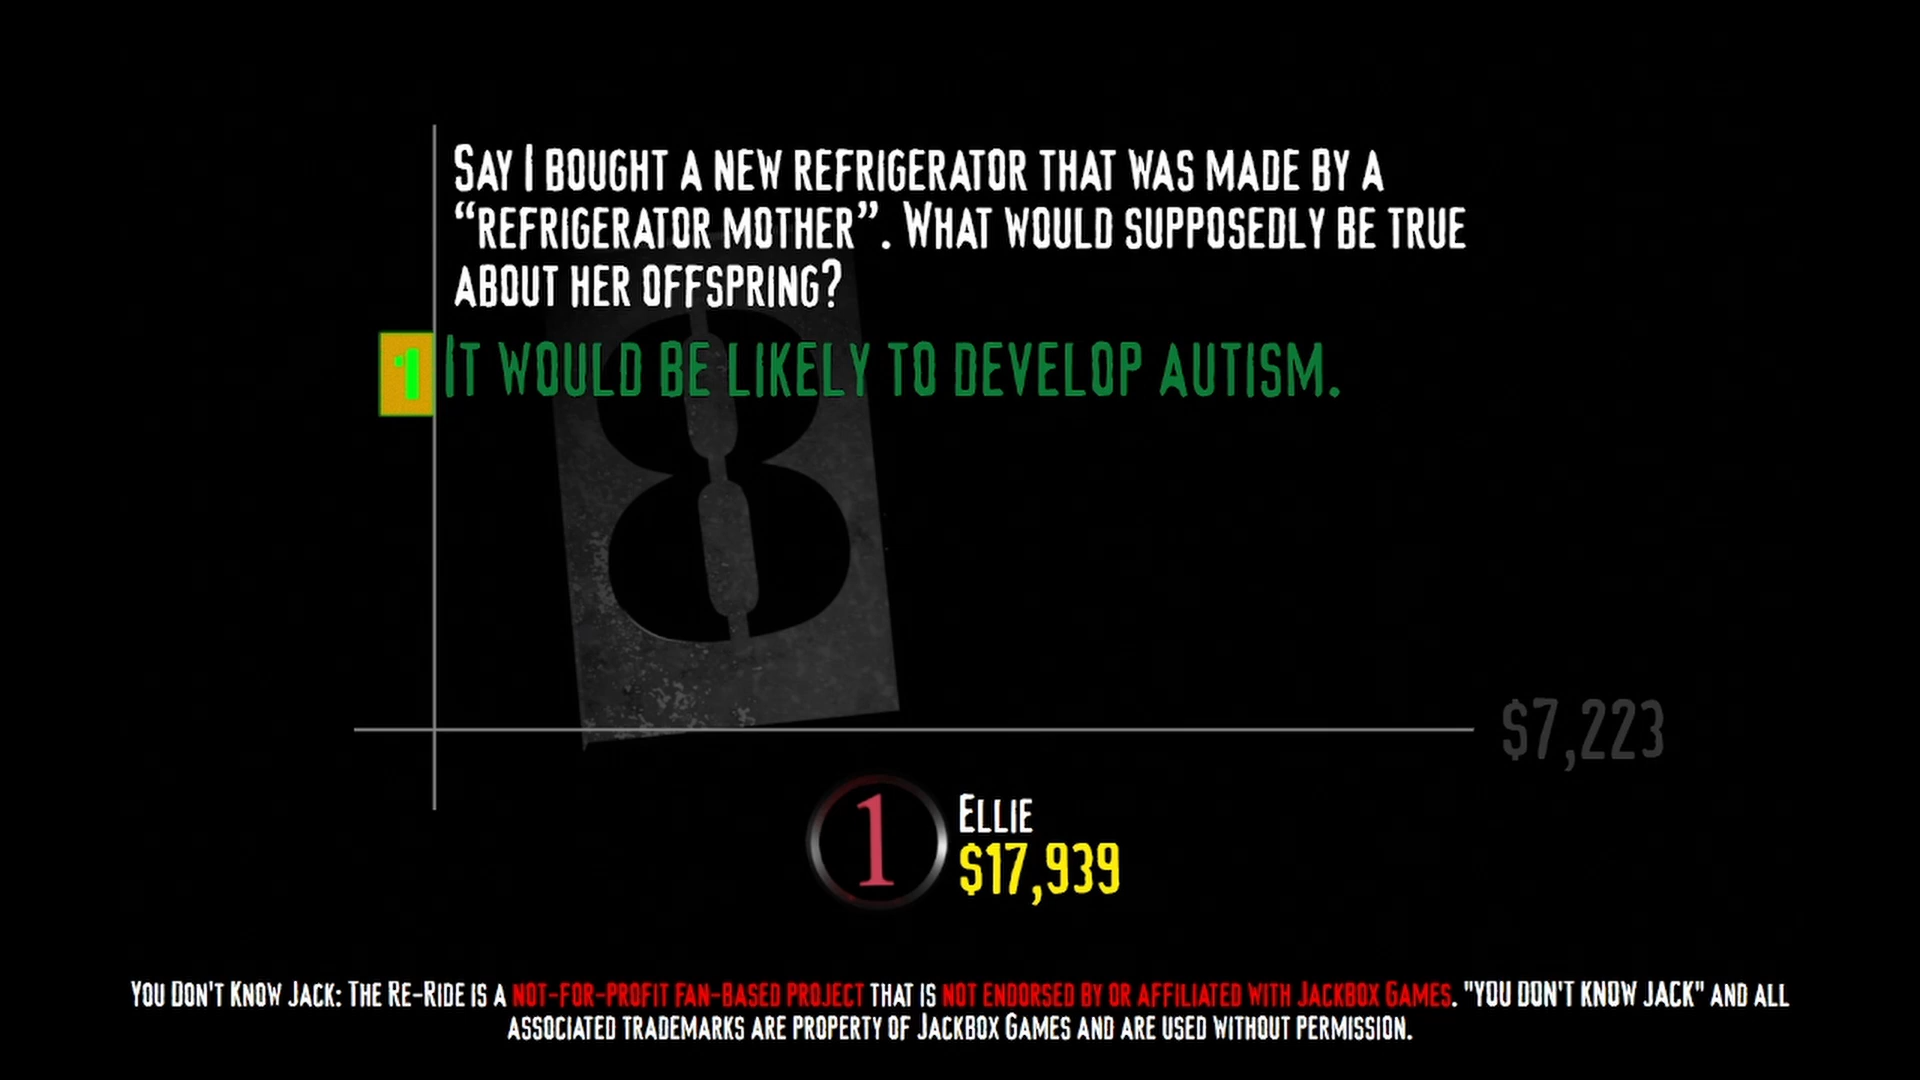 Say I bought a new refrigerator that was made by a
“refrigerator mother”. What would supposedly be true
about her offspring?
1 It would be likely to develop autism.
8
$7,223
1 Ellie
$17,939
You Don't Know Jack: The Re-Ride is a not-for-profit fan-based project that is not endorsed by or affiliated with Jackbox Games. "YOU DON'T KNOW JACK" and all
associated trademarks are property of Jackbox Games and are used without permission.